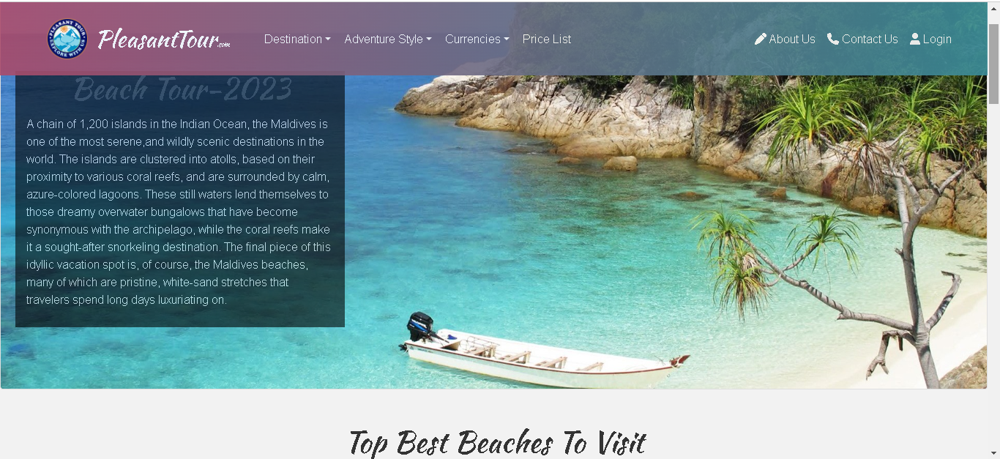 PLEASANT TOUR
EXPLORE WITH US
PleasantTour.com
Destination
Adventure Style
Currencies
Price List
About Us
Contact Us
Login
Beach Tour-2023
A chain of 1,200 islands in the Indian Ocean, the Maldives is
one of the most serene,and wildly scenic destinations in the
world. The islands are clustered into atolls, based on their
proximity to various coral reefs, and are surrounded by calm,
azure-colored lagoons. These still waters lend themselves to
those dreamy overwater bungalows that have become
synonymous with the archipelago, while the coral reefs make
it a sought-after snorkeling destination. The final piece of this
idyllic vacation spot is, of course, the Maldives beaches,
many of which are pristine, white-sand stretches that
travelers spend long days luxuriating on.
Top Best Beaches To Visit